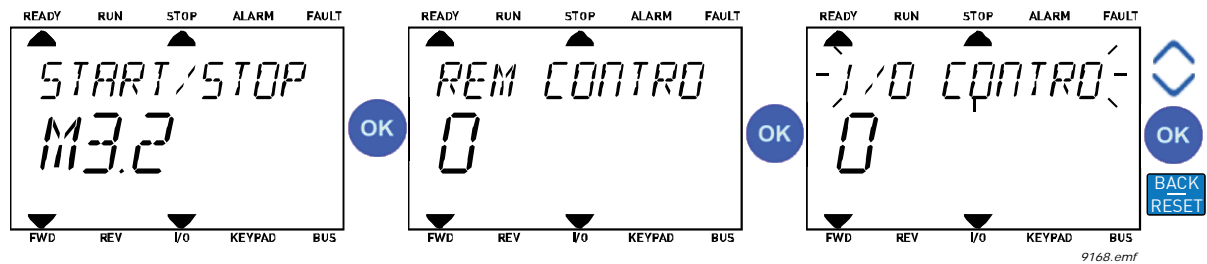 READY RUN STOP ALARM FAULT
START/STOP
M3.2
FWD REV I/O KEYPAD BUS
OK
READY RUN STOP ALARM FAULT
REM CONTRO
0
FWD REV I/O KEYPAD BUS
OK
READY RUN STOP ALARM FAULT
I/O CONTRO
0
FWD REV I/O KEYPAD BUS
OK
BACK
RESET
9168.emf